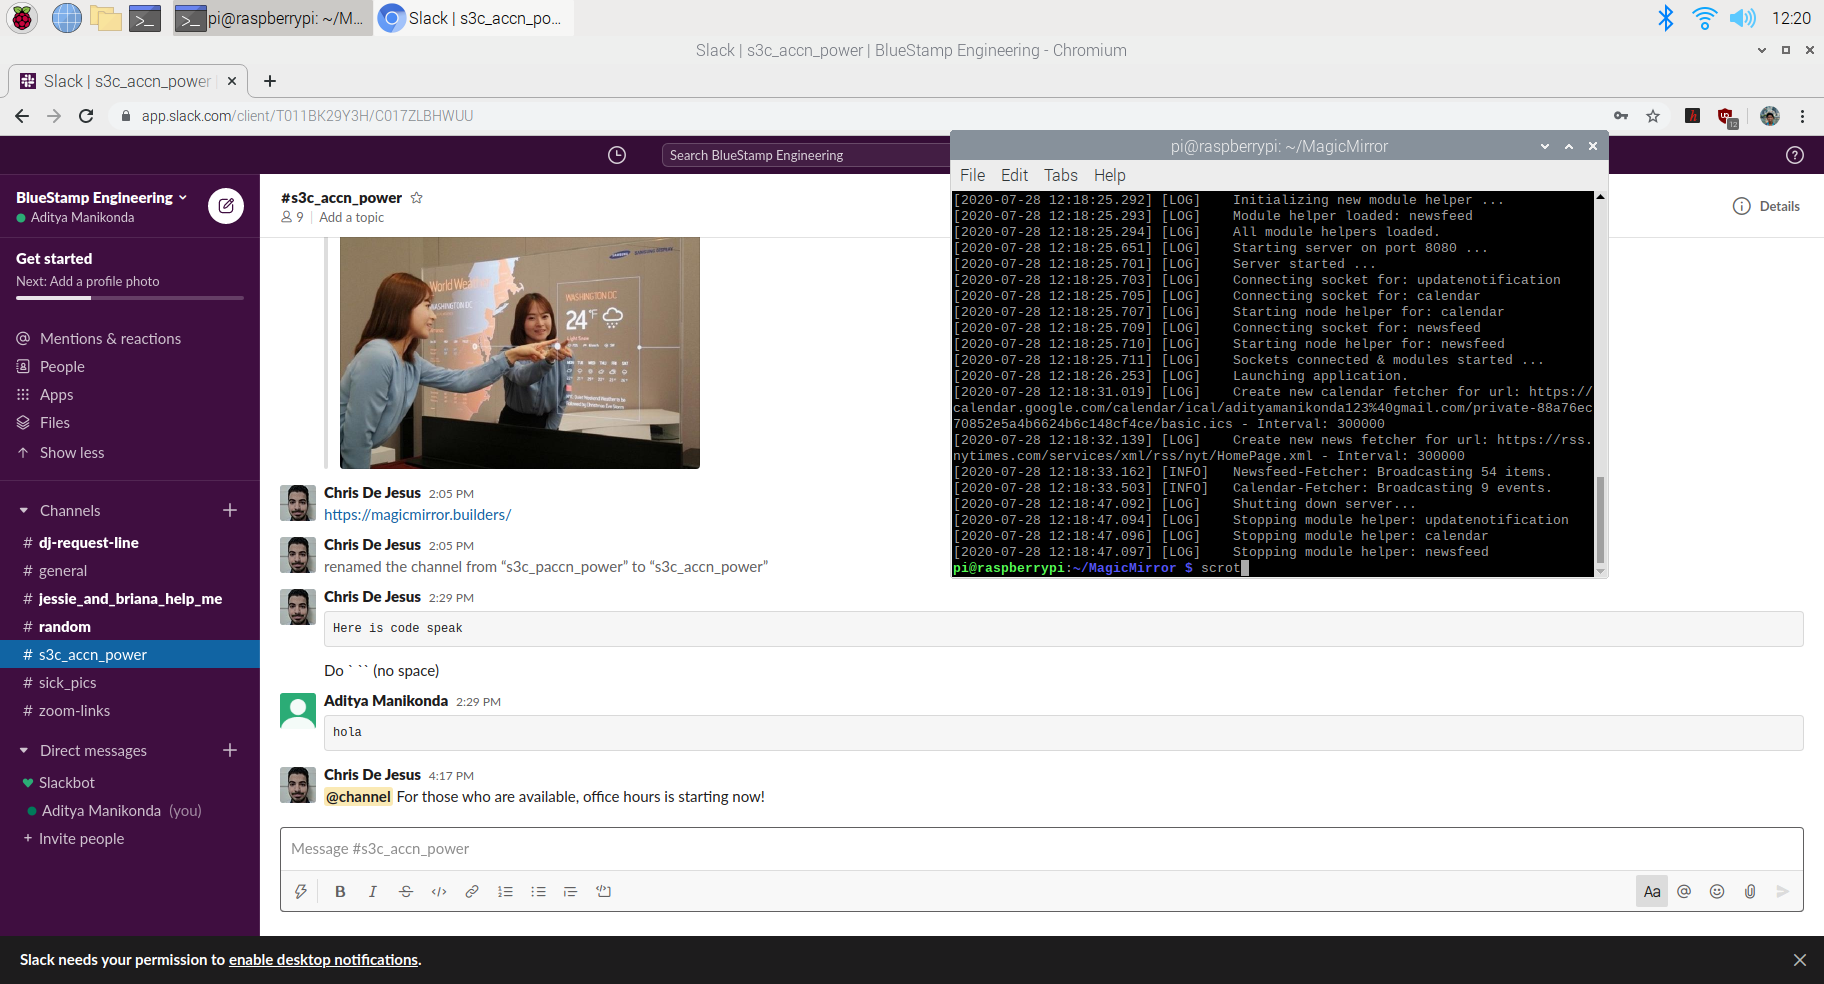 pi@raspberrypi: ~/M...
Slack | s3c_accn_po...
12:20
Slack | s3c_accn_power | BlueStamp Engineering - Chromium
Slack | s3c_accn_power
app.slack.com/client/T011BK29Y3H/C017ZLBHWUU
12
Search BlueStamp Engineering
BlueStamp Engineering
Aditya Manikonda
Get started
Next: Add a profile photo
Mentions & reactions
People
Apps
Files
Show less
Channels
# dj-request-line
# general
# jessie_and_briana_help_me
# random
# s3c_accn_power
# sick_pics
# zoom-links
Direct messages
Slackbot
Aditya Manikonda (you)
+ Invite people
#s3c_accn_power
9 | Add a topic
Details
SAMSUNG DISPLAY
World Wea
WASHINGTON DC
WASHINGTON DC
24°F
Chris De Jesus 2:05 PM
https://magicmirror.builders/
Chris De Jesus 2:05 PM
renamed the channel from “s3c_paccn_power” to “s3c_accn_power”
Chris De Jesus 2:29 PM
Here is code speak
Do ` `` (no space)
Aditya Manikonda 2:29 PM
hola
Chris De Jesus 4:17 PM
@channel For those who are available, office hours is starting now!
Message #s3c_accn_power
B I S </>
Aa @
pi@raspberrypi: ~/MagicMirror
File Edit Tabs Help
[2020-07-28 12:18:25.292] [LOG] Initializing new module helper ...
[2020-07-28 12:18:25.293] [LOG] Module helper loaded: newsfeed
[2020-07-28 12:18:25.294] [LOG] All module helpers loaded.
[2020-07-28 12:18:25.651] [LOG] Starting server on port 8080 ...
[2020-07-28 12:18:25.701] [LOG] Server started ...
[2020-07-28 12:18:25.703] [LOG] Connecting socket for: updatenotification
[2020-07-28 12:18:25.705] [LOG] Connecting socket for: calendar
[2020-07-28 12:18:25.707] [LOG] Starting node helper for: calendar
[2020-07-28 12:18:25.709] [LOG] Connecting socket for: newsfeed
[2020-07-28 12:18:25.710] [LOG] Starting node helper for: newsfeed
[2020-07-28 12:18:25.711] [LOG] Sockets connected & modules started ...
[2020-07-28 12:18:26.253] [LOG] Launching application.
[2020-07-28 12:18:31.019] [LOG] Create new calendar fetcher for url: https://
calendar.google.com/calendar/ical/adityamanikonda123%40gmail.com/private-88a76ec
70852e5a4b6624b6c148cf4ce/basic.ics - Interval: 300000
[2020-07-28 12:18:32.139] [LOG] Create new news fetcher for url: https://rss.
nytimes.com/services/xml/rss/nyt/HomePage.xml - Interval: 300000
[2020-07-28 12:18:33.162] [INFO] Newsfeed-Fetcher: Broadcasting 54 items.
[2020-07-28 12:18:33.503] [INFO] Calendar-Fetcher: Broadcasting 9 events.
[2020-07-28 12:18:47.092] [LOG] Shutting down server...
[2020-07-28 12:18:47.094] [LOG] Stopping module helper: updatenotification
[2020-07-28 12:18:47.096] [LOG] Stopping module helper: calendar
[2020-07-28 12:18:47.097] [LOG] Stopping module helper: newsfeed
pi@raspberrypi:~/MagicMirror $ scrot
Slack needs your permission to enable desktop notifications.